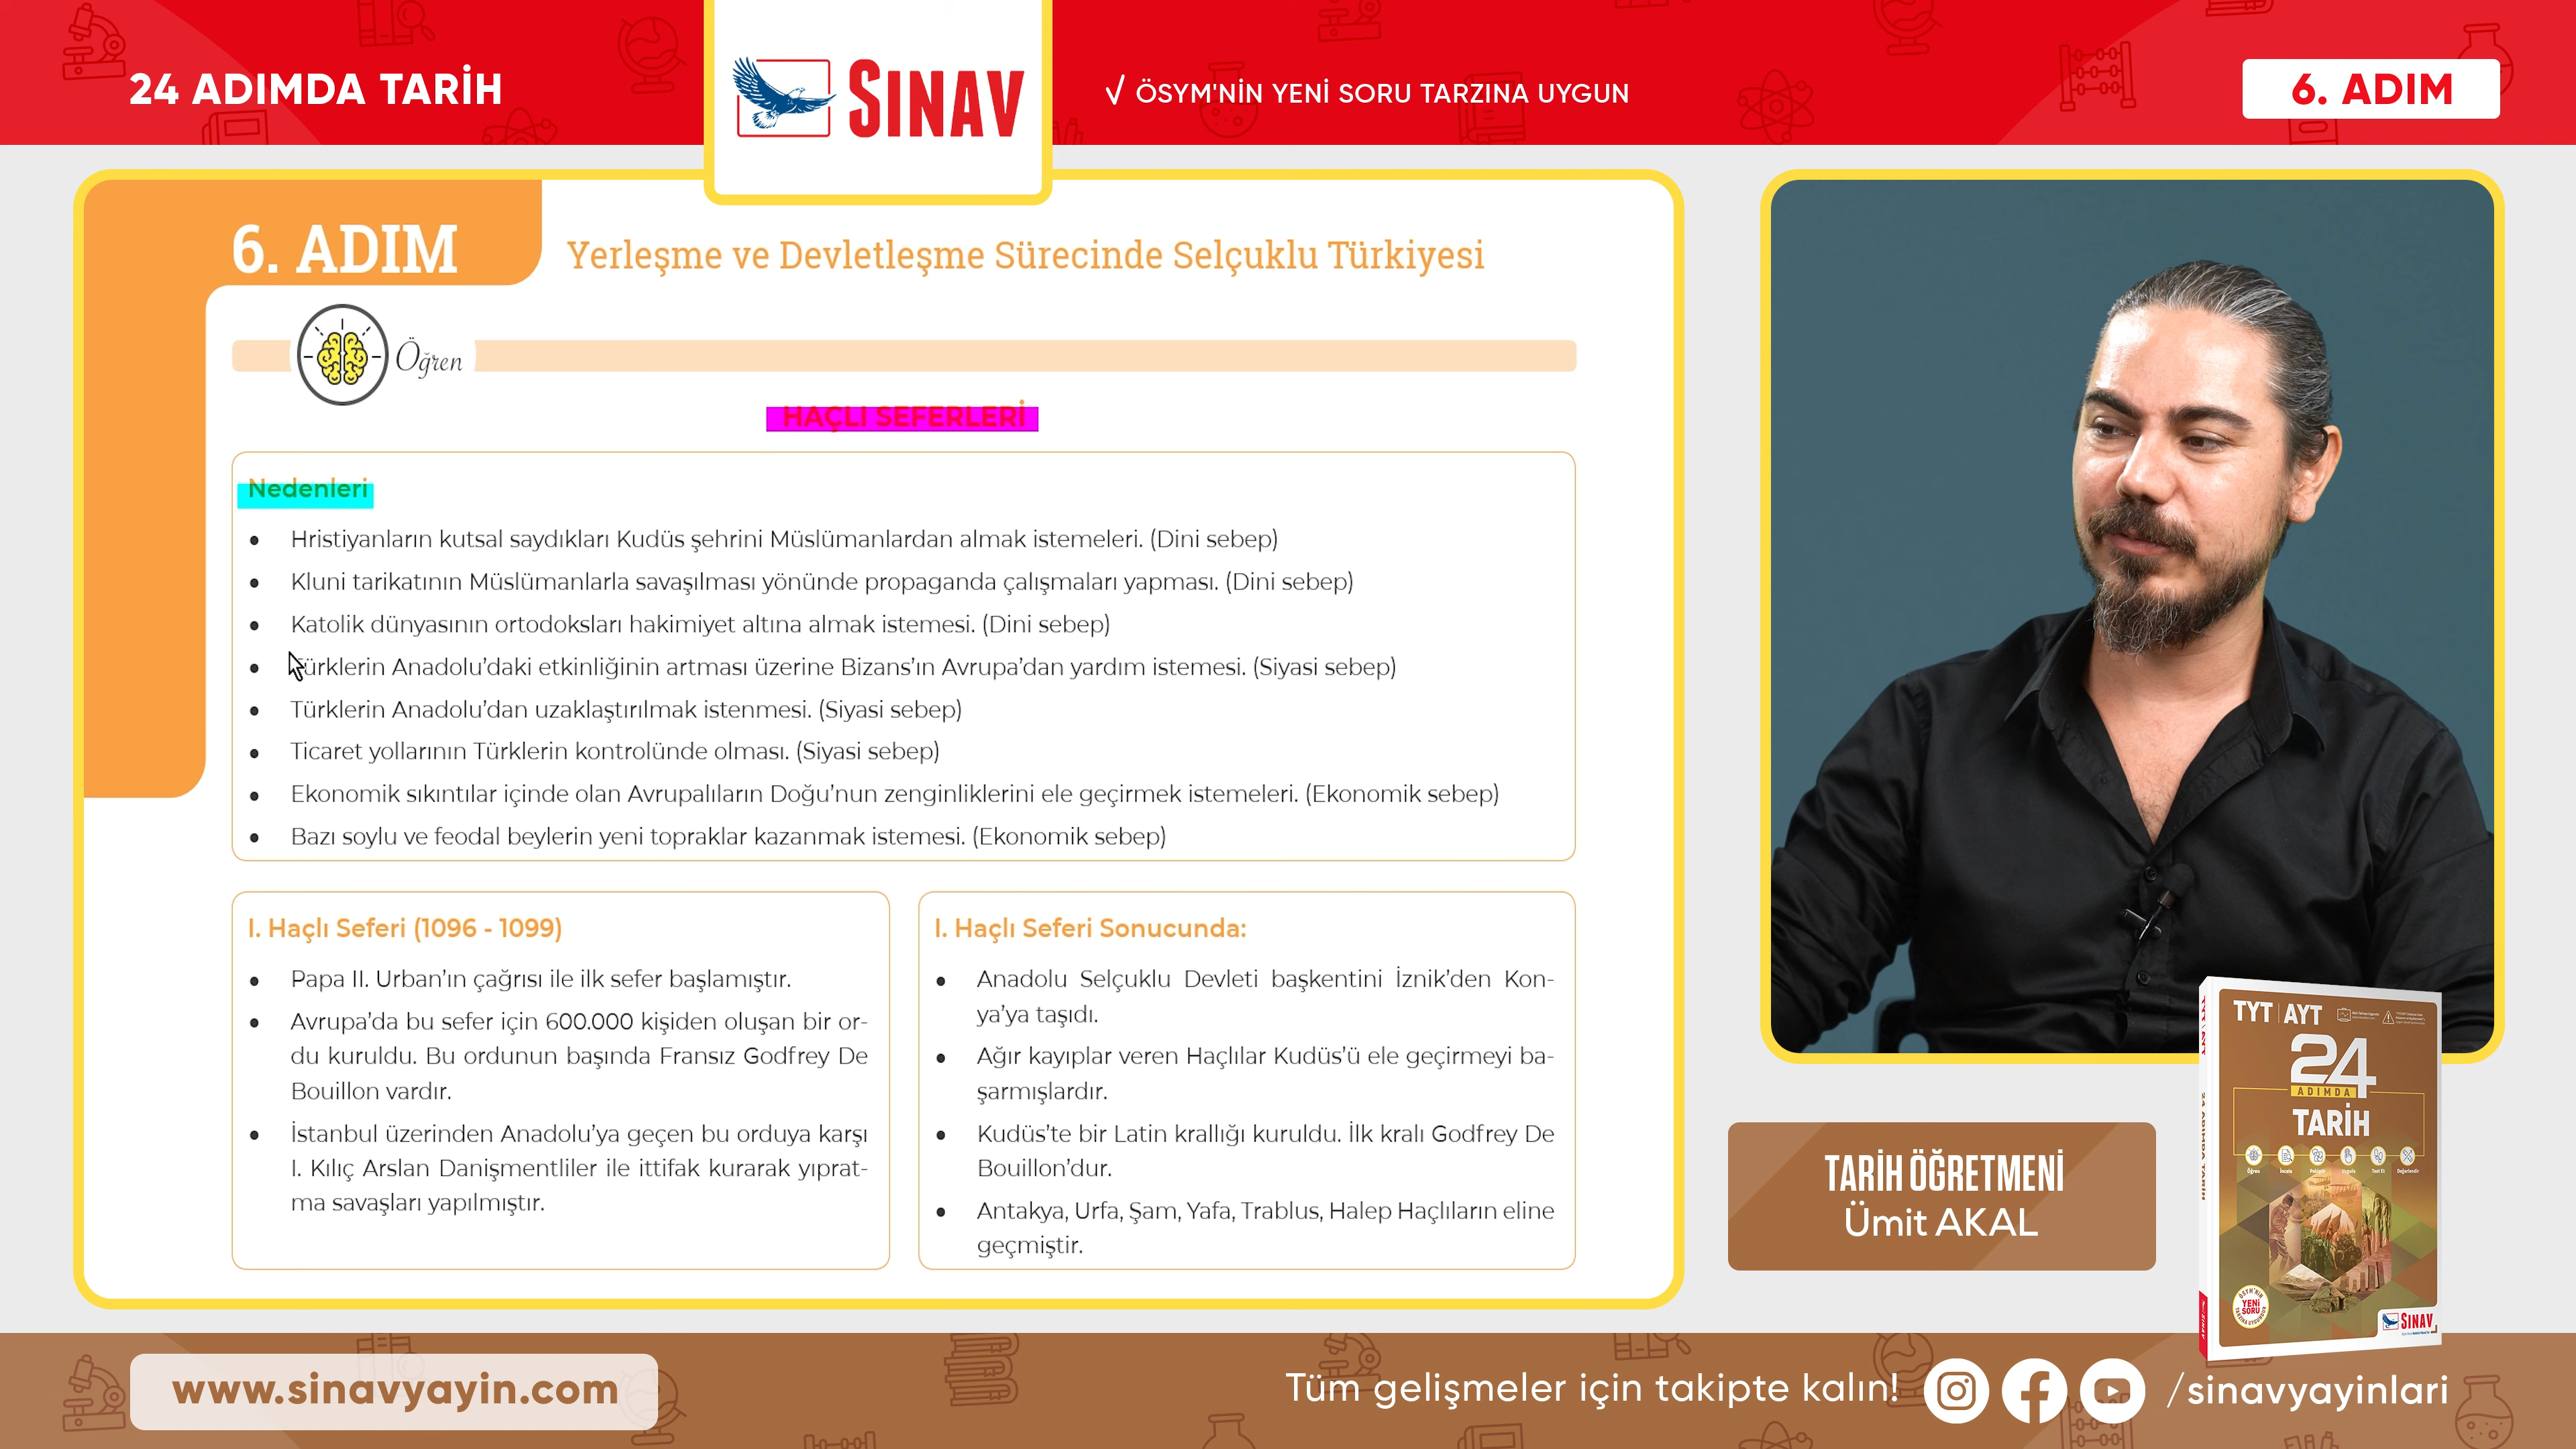 24 ADIMDA TARİH
SINAV
√ ÖSYM'NİN YENİ SORU TARZINA UYGUN
6. ADIM
6. ADIM
Yerleşme ve Devletleşme Sürecinde Selçuklu Türkiyesi
Öğren
HAÇLI SEFERLERİ
Nedenleri
• Hristiyanların kutsal saydıkları Kudüs şehrini Müslümanlardan almak istemeleri. (Dini sebep)
• Kluni tarikatının Müslümanlarla savaşılması yönünde propaganda çalışmaları yapması. (Dini sebep)
• Katolik dünyasının ortodoksları hakimiyet altına almak istemesi. (Dini sebep)
• Türklerin Anadolu'daki etkinliğinin artması üzerine Bizans'ın Avrupa'dan yardım istemesi. (Siyasi sebep)
• Türklerin Anadolu'dan uzaklaştırılmak istenmesi. (Siyasi sebep)
• Ticaret yollarının Türklerin kontrolünde olması. (Siyasi sebep)
• Ekonomik sıkıntılar içinde olan Avrupalıların Doğu'nun zenginliklerini ele geçirmek istemeleri. (Ekonomik sebep)
• Bazı soylu ve feodal beylerin yeni topraklar kazanmak istemesi. (Ekonomik sebep)
I. Haçlı Seferi (1096 - 1099)
• Papa II. Urban'ın çağrısı ile ilk sefer başlamıştır.
• Avrupa'da bu sefer için 600.000 kişiden oluşan bir or-
du kuruldu. Bu ordunun başında Fransız Godfrey De
Bouillon vardır.
• İstanbul üzerinden Anadolu'ya geçen bu orduya karşı
I. Kılıç Arslan Danişmentliler ile ittifak kurarak yıprat-
ma savaşları yapılmıştır.
I. Haçlı Seferi Sonucunda:
• Anadolu Selçuklu Devleti başkentini İznik'den Kon-
ya'ya taşıdı.
• Ağır kayıplar veren Haçlılar Kudüs'ü ele geçirmeyi ba-
şarmışlardır.
• Kudüs'te bir Latin krallığı kuruldu. İlk kralı Godfrey De
Bouillon'dur.
• Antakya, Urfa, Şam, Yafa, Trablus, Halep Haçlıların eline
geçmiştir.
TARİH ÖĞRETMENİ
Ümit AKAL
TYT AYT
24
ADIMDA
TARİH
YENİ
SORU
SINAV
www.sinavyayin.com
Tüm gelişmeler için takipte kalın!
/sinavyayinlari